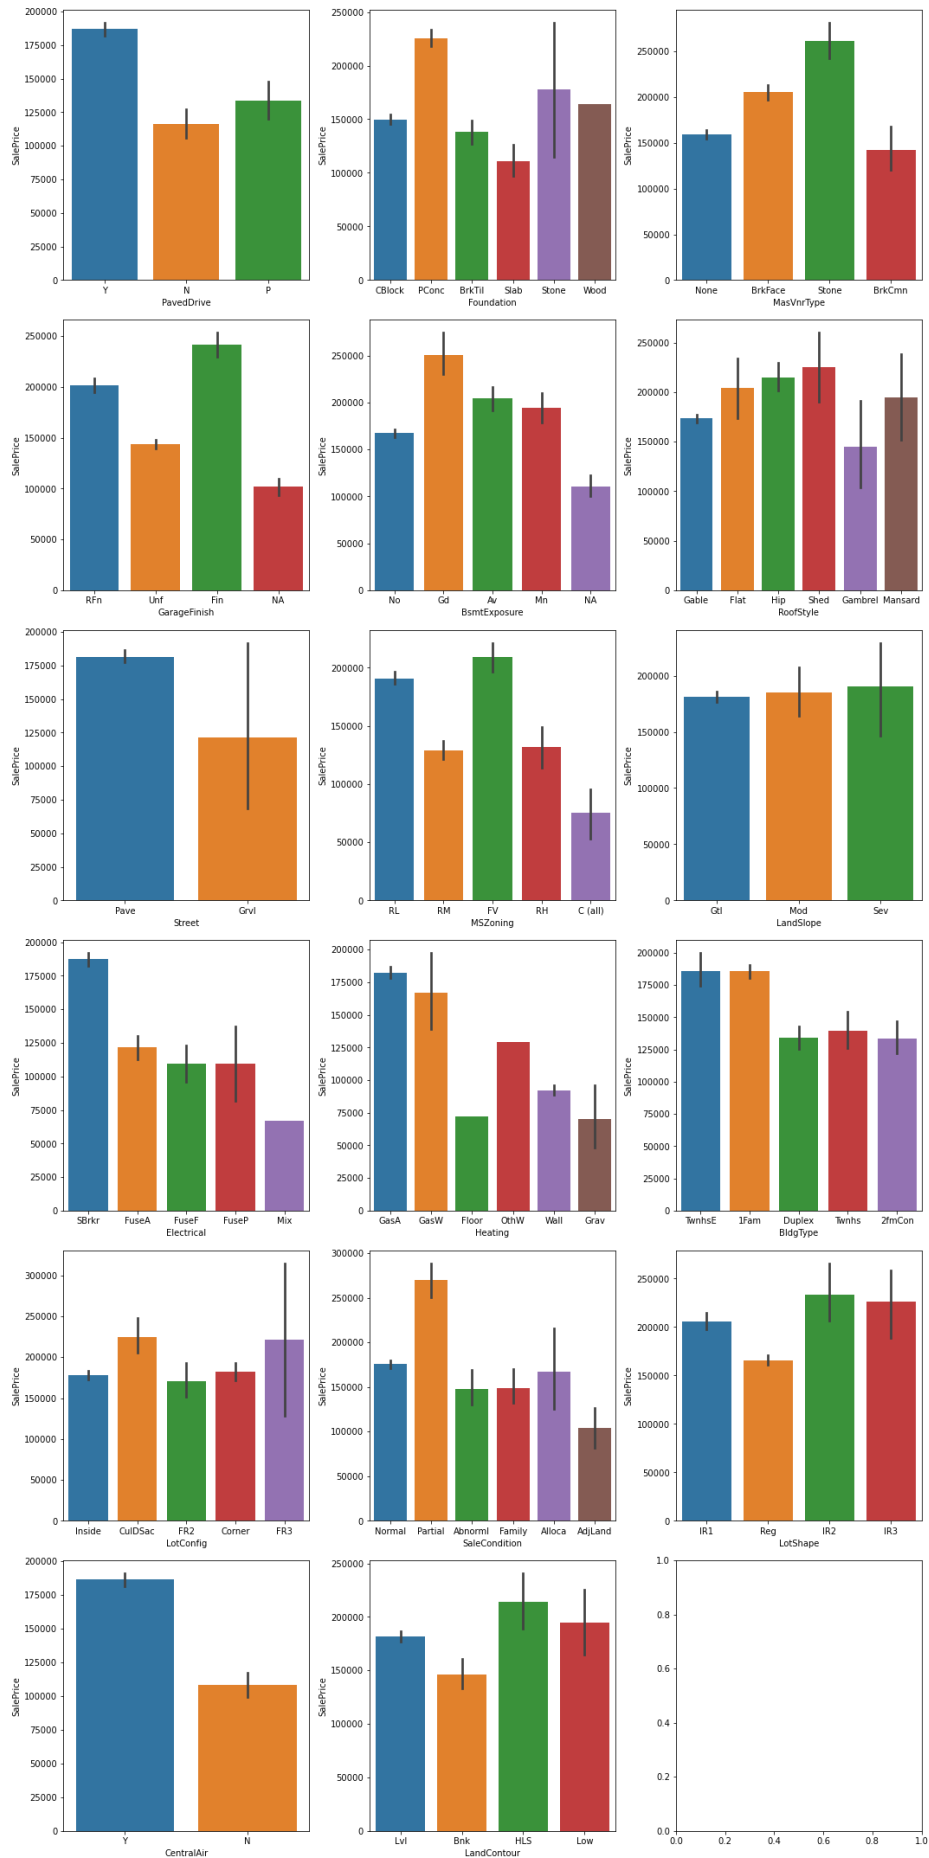 200000
175000
150000
125000
100000
75000
50000
25000
0
SalePrice
Y N P
PavedDrive
250000
200000
150000
100000
50000
0
SalePrice
CBlock PConc BrkTil Slab Stone Wood
Foundation
250000
200000
150000
100000
50000
0
SalePrice
None BrkFace Stone BrkCmn
MasVnrType
250000
200000
150000
100000
50000
0
SalePrice
RFn Unf Fin NA
GarageFinish
250000
200000
150000
100000
50000
0
SalePrice
No Gd Av Mn NA
BsmtExposure
250000
200000
150000
100000
50000
0
SalePrice
Gable Flat Hip Shed Gambrel Mansard
RoofStyle
200000
175000
150000
125000
100000
75000
50000
25000
0
SalePrice
Pave Grvl
Street
200000
150000
100000
50000
0
SalePrice
RL RM FV RH C (all)
MSZoning
200000
150000
100000
50000
0
SalePrice
Gtl Mod Sev
LandSlope
200000
175000
150000
125000
100000
75000
50000
25000
0
SalePrice
SBrkr FuseA FuseF FuseP Mix
Electrical
200000
175000
150000
125000
100000
75000
50000
25000
0
SalePrice
GasA GasW Floor OthW Wall Grav
Heating
200000
175000
150000
125000
100000
75000
50000
25000
0
SalePrice
TwnhsE 1Fam Duplex Twnhs 2fmCon
BldgType
300000
250000
200000
150000
100000
50000
0
SalePrice
Inside CulDSac FR2 Corner FR3
LotConfig
300000
250000
200000
150000
100000
50000
0
SalePrice
Normal Partial Abnorml Family Alloca AdjLand
SaleCondition
250000
200000
150000
100000
50000
0
SalePrice
IR1 Reg IR2 IR3
LotShape
200000
175000
150000
125000
100000
75000
50000
25000
0
SalePrice
Y N
CentralAir
250000
200000
150000
100000
50000
0
SalePrice
Lvl Bnk HLS Low
LandContour
1.0
0.8
0.6
0.4
0.2
0.0
0.0 0.2 0.4 0.6 0.8 1.0